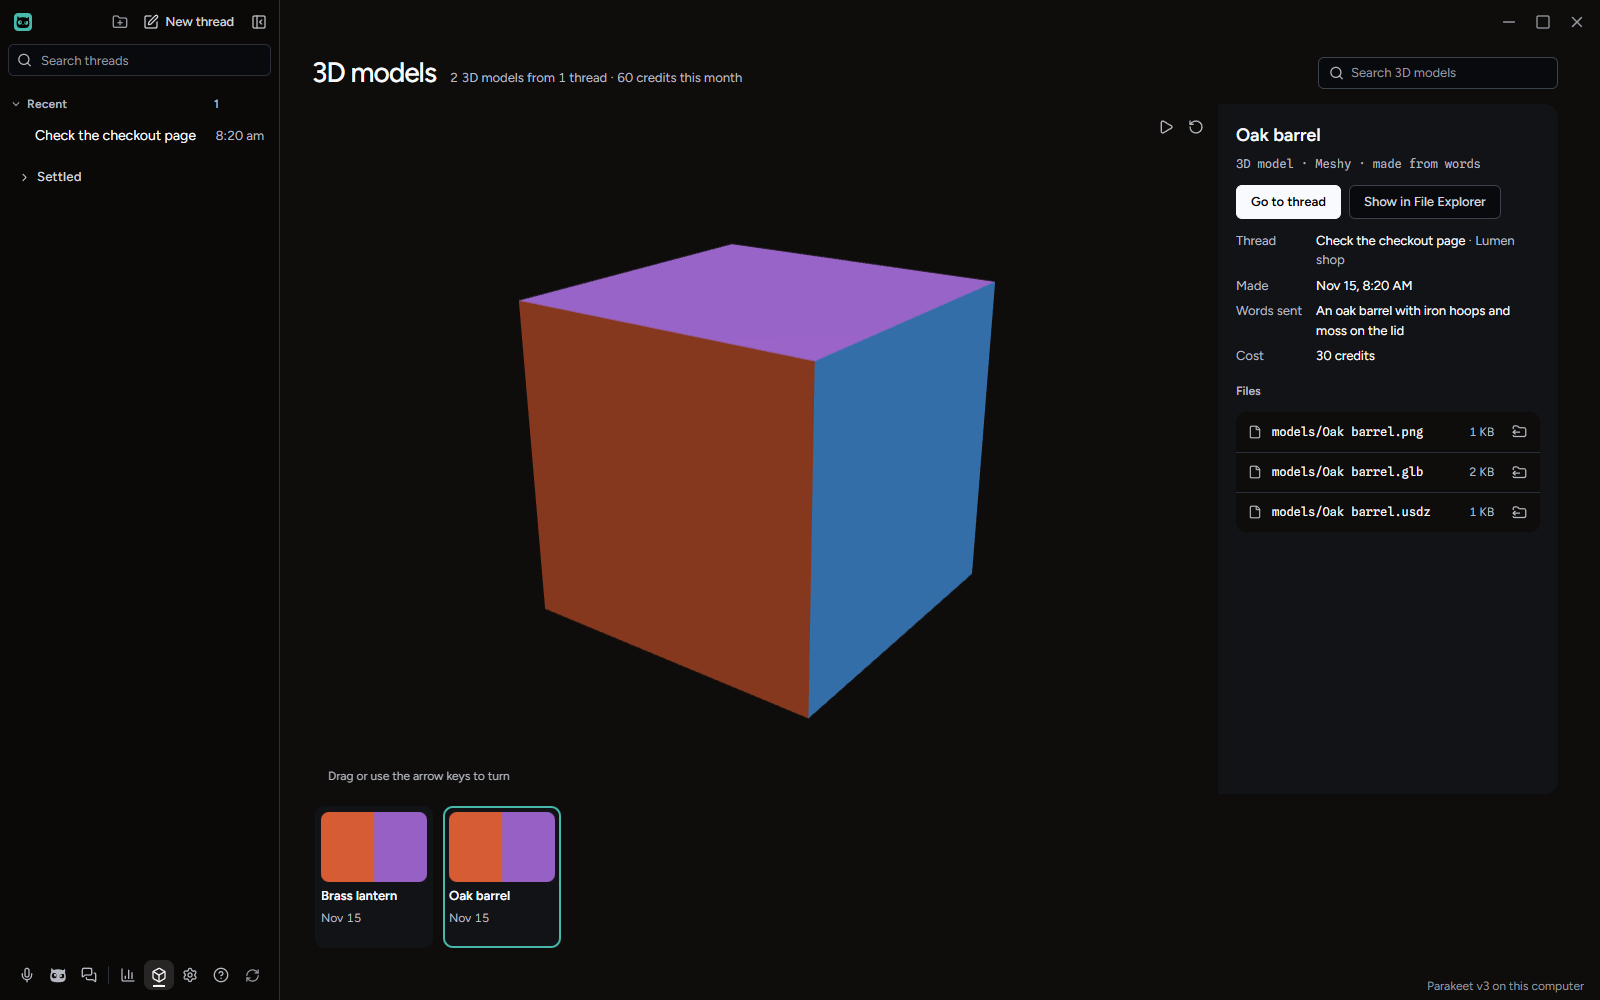 New thread
Search threads
Recent 1
Check the checkout page 8:20 am
Settled
3D models 2 3D models from 1 thread · 60 credits this month
Search 3D models
Oak barrel
3D model · Meshy · made from words
Go to thread Show in File Explorer
Thread Check the checkout page · Lumen
shop
Made Nov 15, 8:20 AM
Words sent An oak barrel with iron hoops and
moss on the lid
Cost 30 credits
Files
models/Oak barrel.png 1 KB
models/Oak barrel.glb 2 KB
models/Oak barrel.usdz 1 KB
Drag or use the arrow keys to turn
Brass lantern
Nov 15
Oak barrel
Nov 15
Parakeet v3 on this computer